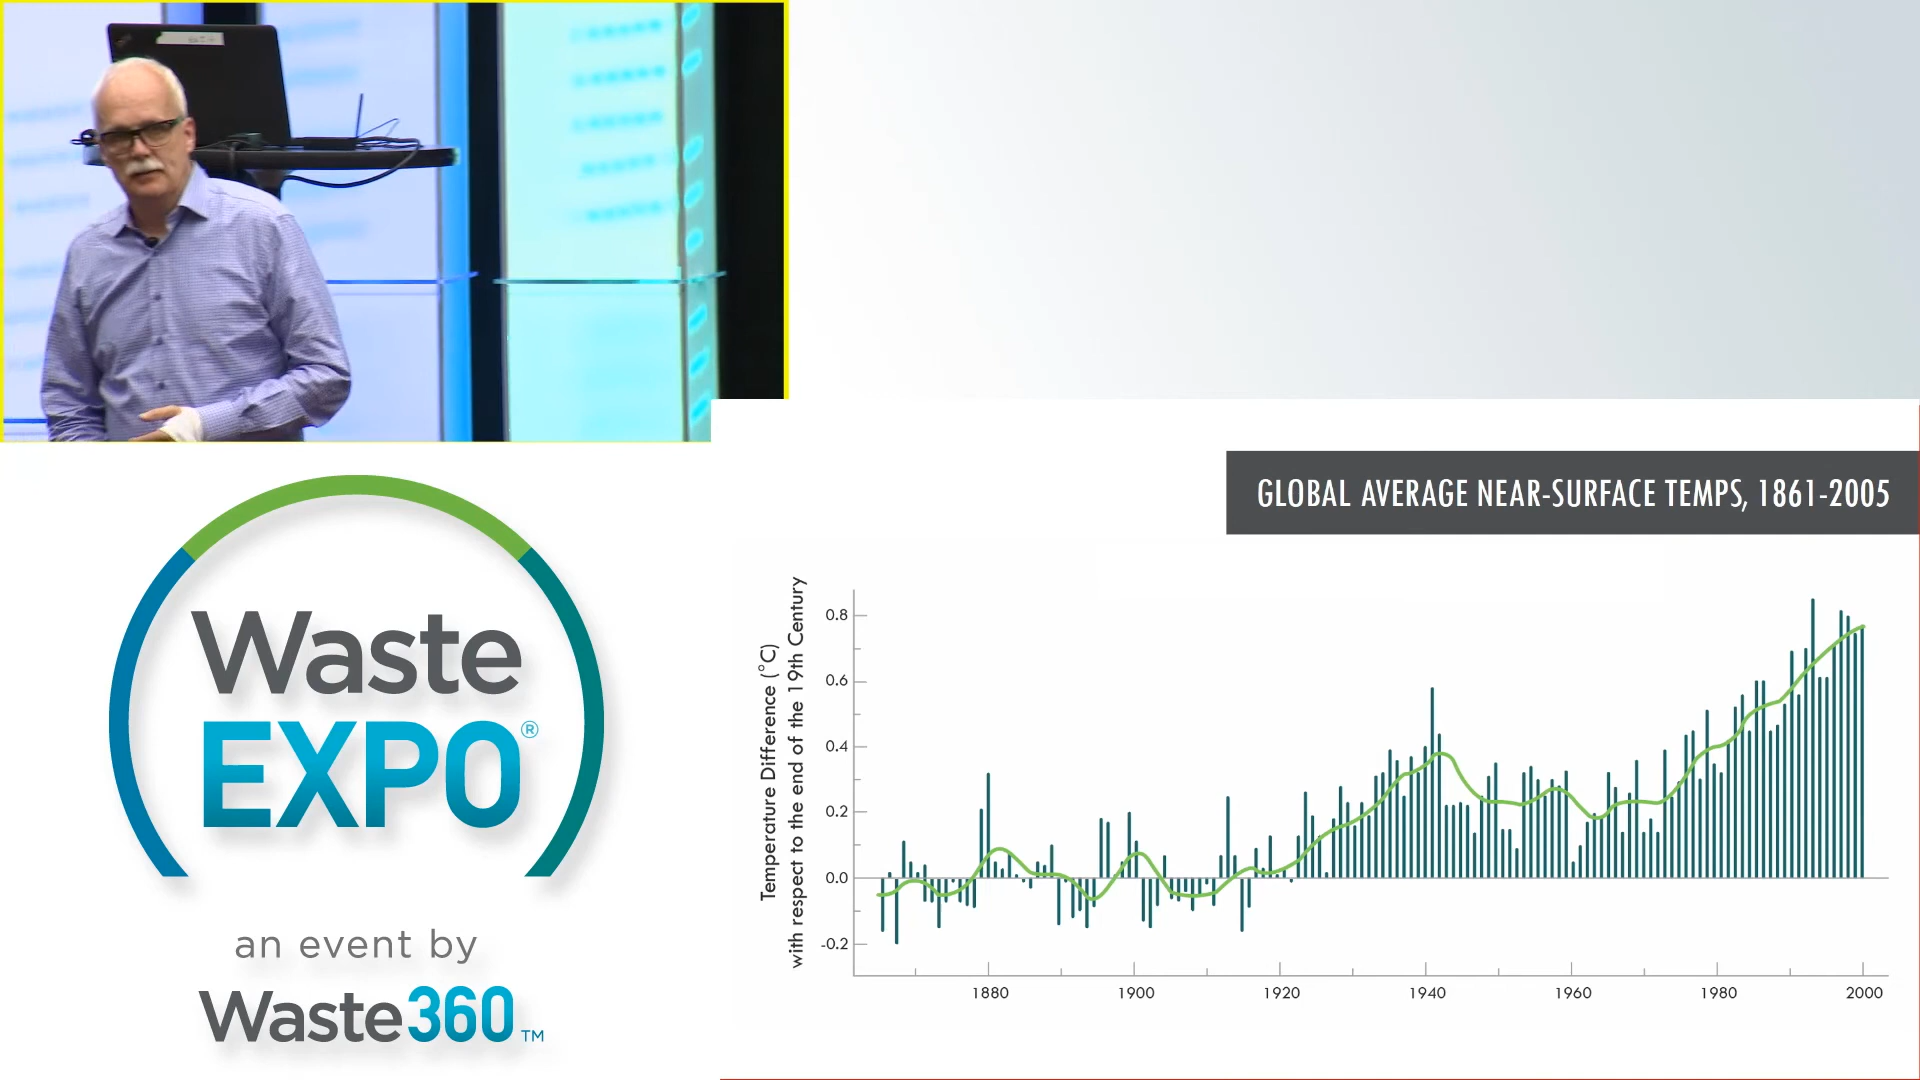 GLOBAL AVERAGE NEAR-SURFACE TEMPS, 1861-2005
Waste
EXPO®
an event by
Waste360™
Temperature Difference (°C)
with respect to the end of the 19th Century
0.8
0.6
0.4
0.2
0.0
-0.2
1880
1900
1920
1940
1960
1980
2000